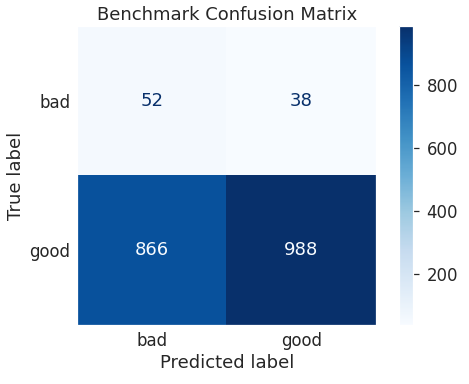 Benchmark Confusion Matrix
True label
bad
good
52
38
866
988
bad
good
Predicted label
800
600
400
200